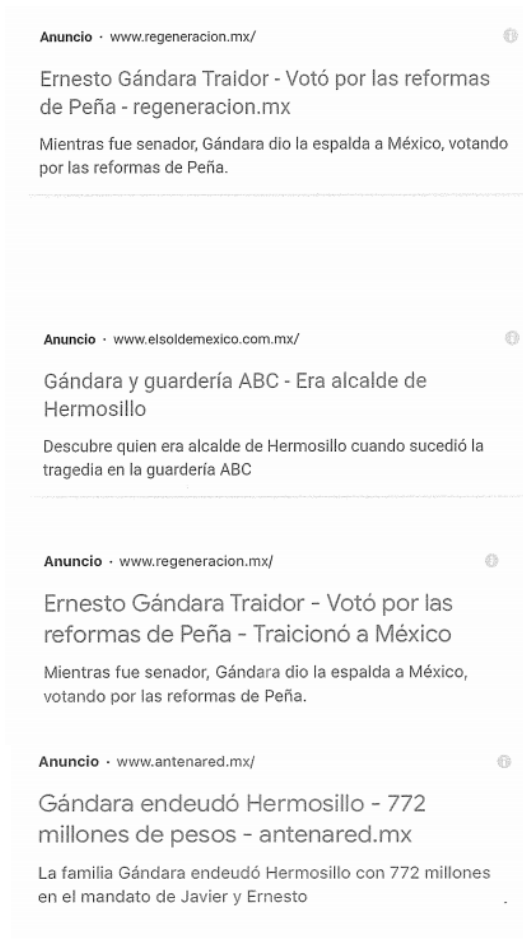 Anuncio · www.regeneracion.mx/
Ernesto Gándara Traidor - Votó por las reformas
de Peña - regeneracion.mx
Mientras fue senador, Gándara dio la espalda a México, votando
por las reformas de Peña.
Anuncio · www.elsoldemexico.com.mx/
Gándara y guardería ABC - Era alcalde de
Hermosillo
Descubre quien era alcalde de Hermosillo cuando sucedió la
tragedia en la guardería ABC
Anuncio · www.regeneracion.mx/
Ernesto Gándara Traidor - Votó por las
reformas de Peña - Traicionó a México
Mientras fue senador, Gándara dio la espalda a México,
votando por las reformas de Peña.
Anuncio · www.antenared.mx/
Gándara endeudó Hermosillo - 772
millones de pesos - antenared.mx
La familia Gándara endeudó Hermosillo con 772 millones
en el mandato de Javier y Ernesto